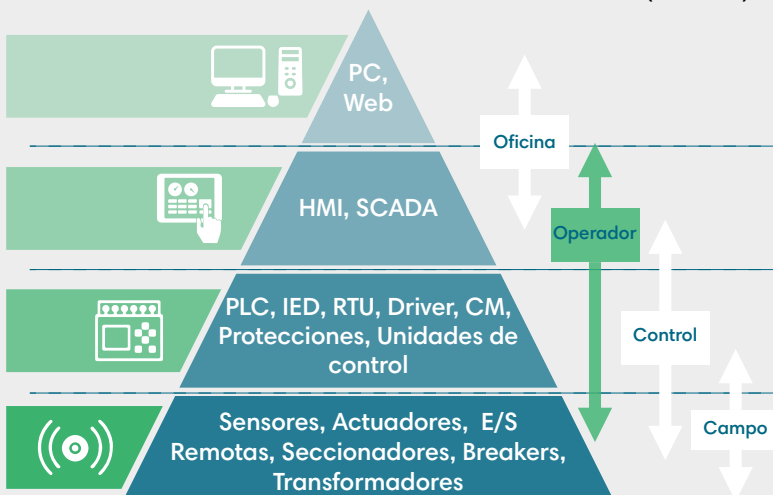 PC,
Web
Oficina
HMI, SCADA
Operador
PLC, IED, RTU, Driver, CM,
Protecciones, Unidades de
control
Control
Sensores, Actuadores, E/S
Remotas, Seccionadores, Breakers,
Transformadores
Campo